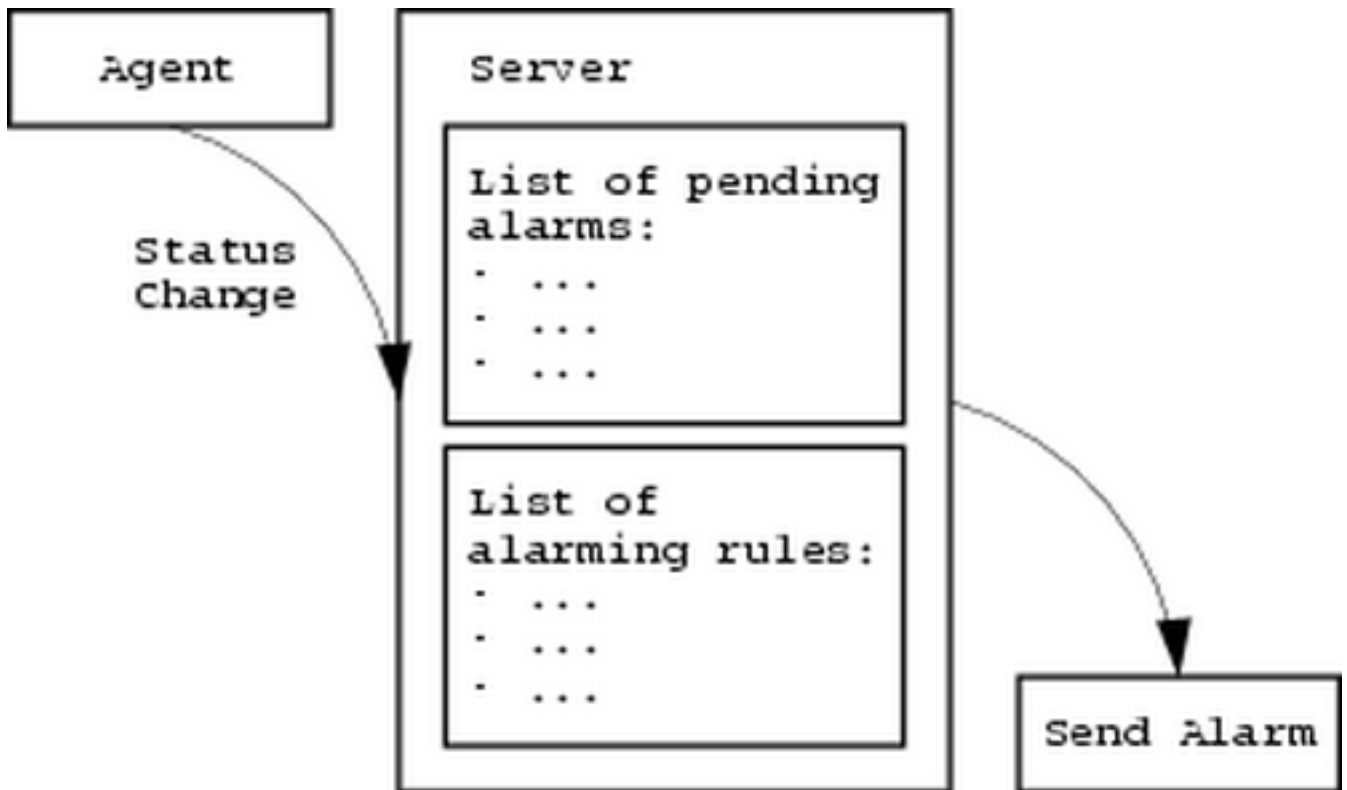 Agent
Server
List of pending
alarms:
- ...
- ...
- ...
Status
Change
List of
alarming rules:
- ...
- ...
- ...
Send Alarm